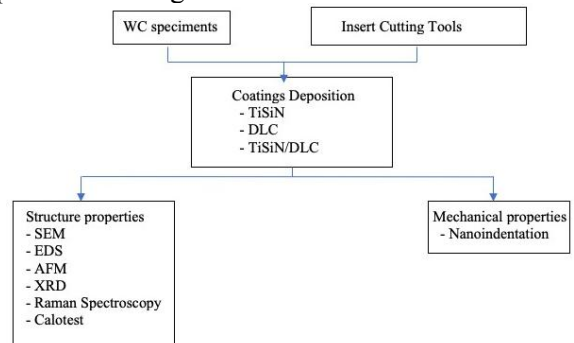 WC speciments
Insert Cutting Tools
Coatings Deposition
- TiSiN
- DLC
- TiSiN/DLC
Structure properties
- SEM
- EDS
- AFM
- XRD
- Raman Spectroscopy
- Calotest
Mechanical properties
- Nanoindentation